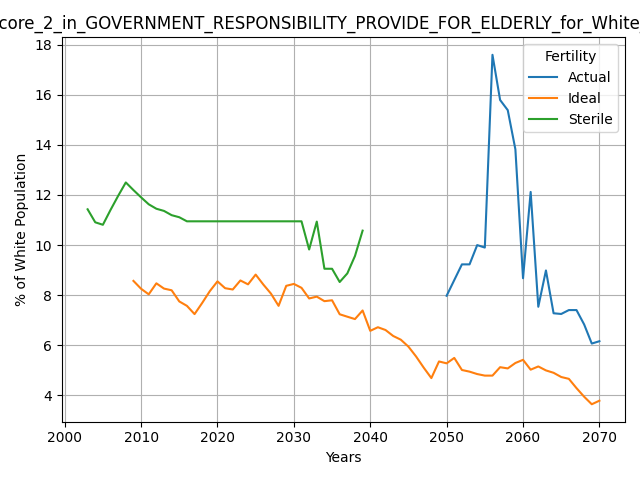 core_2_in_GOVERNMENT_RESPONSIBILITY_PROVIDE_FOR_ELDERLY_for_White_
18
16
14
12
10
8
6
4
% of White Population
Fertility
Actual
Ideal
Sterile
2000 2010 2020 2030 2040 2050 2060 2070
Years